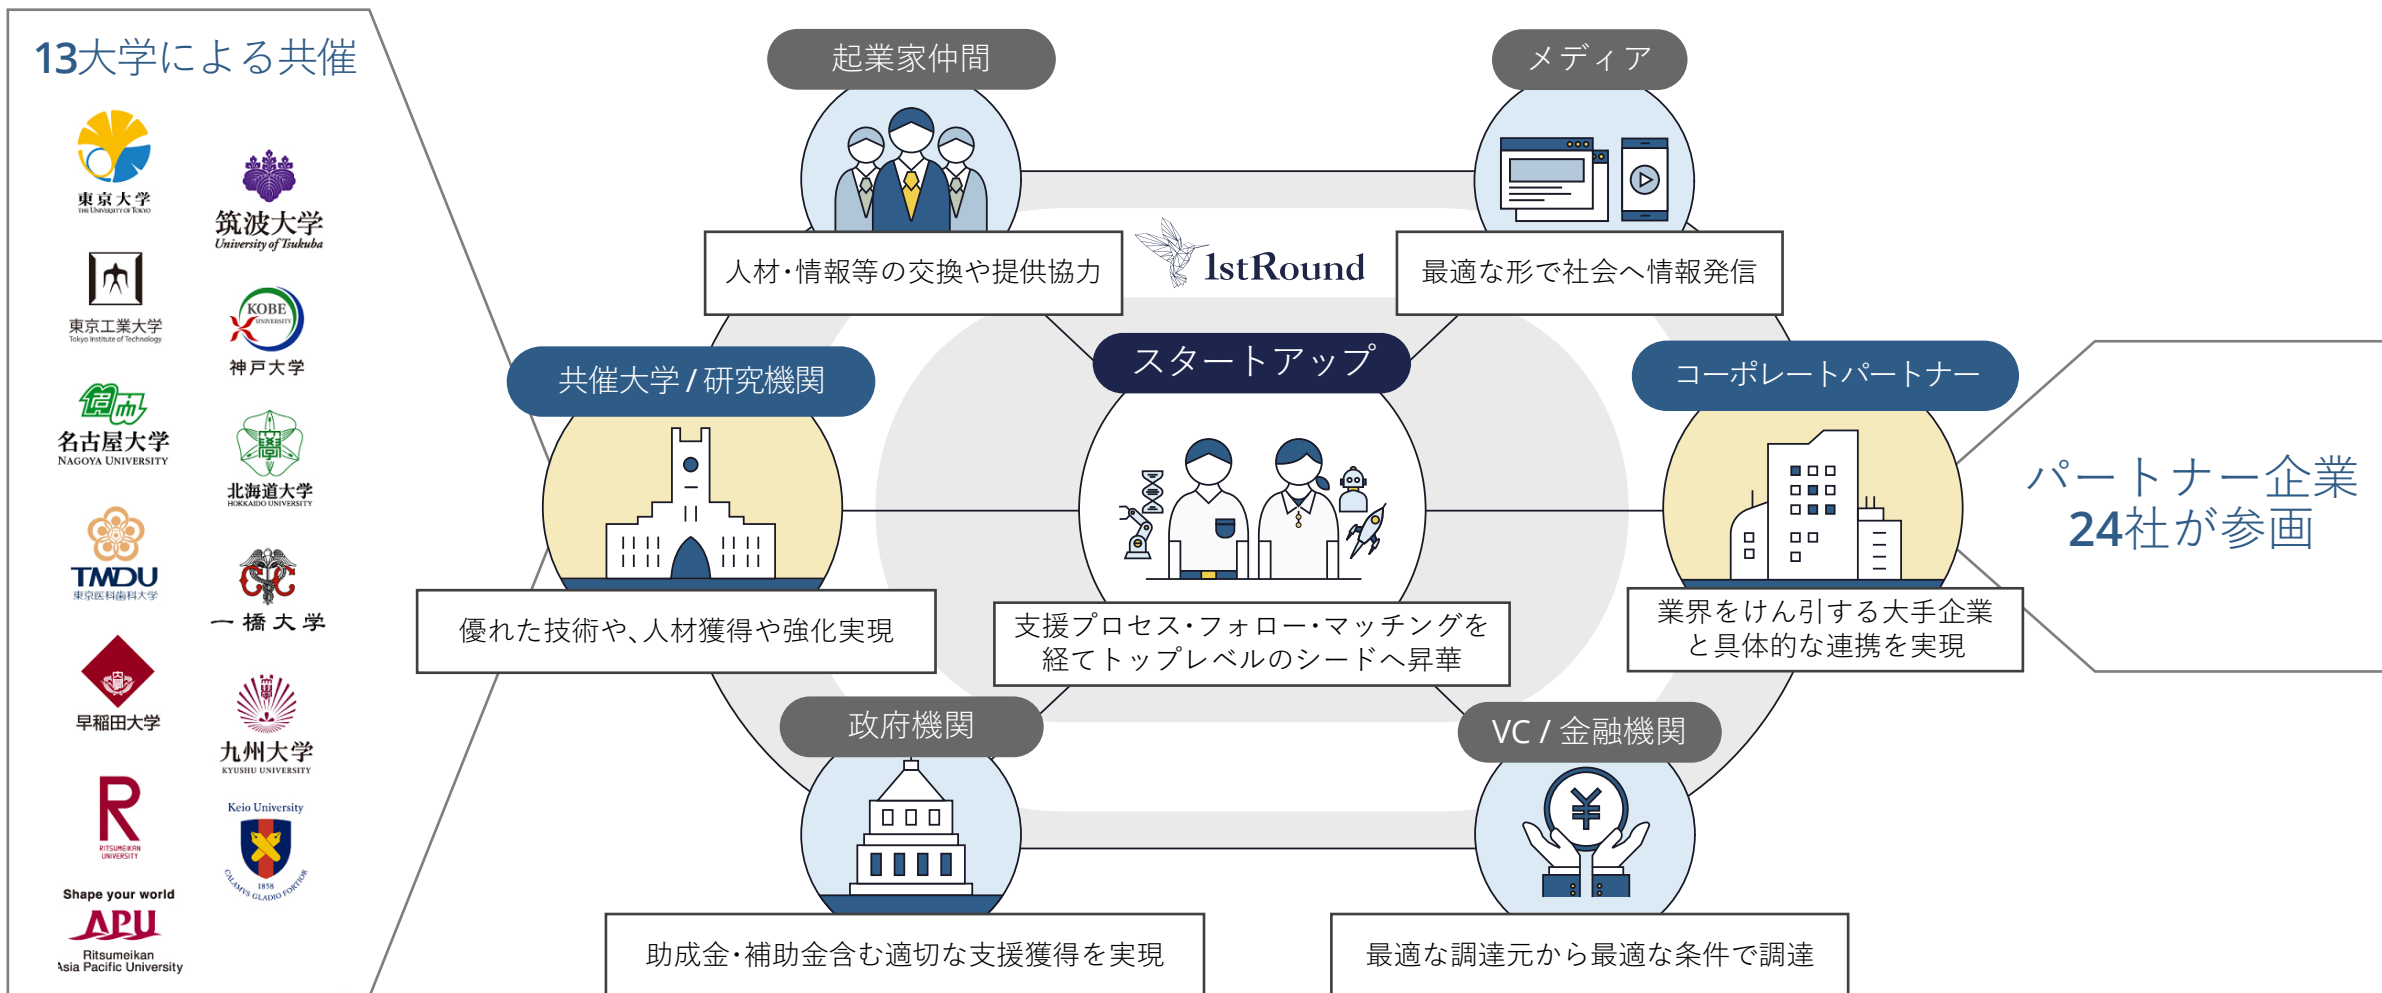 13大学による共催
東京大学
THE UNIVERSITY OF TOKYO
筑波大学
University of Tsukuba
東京工業大学
Tokyo Institute of Technology
KOBE
UNIVERSITY
神戸大学
名古屋大学
NAGOYA UNIVERSITY
北海道大学
HOKKAIDO UNIVERSITY
TMDU
東京医科歯科大学
一橋大学
早稲田大学
九州大学
KYUSHU UNIVERSITY
R
RITSUMEIKAN
UNIVERSITY
Keio University
1858
CALAMVS GLADIO FORTIOR
Shape your world
APU
Ritsumeikan
Asia Pacific University
起業家仲間
人材・情報等の交換や提供協力
メディア
最適な形で社会へ情報発信
1stRound
共催大学 / 研究機関
優れた技術や、人材獲得や強化実現
スタートアップ
支援プロセス・フォロー・マッチングを
経てトップレベルのシードへ昇華
コーポレートパートナー
業界をけん引する大手企業
と具体的な連携を実現
パートナー企業
24社が参画
政府機関
助成金・補助金含む適切な支援獲得を実現
VC / 金融機関
¥
最適な調達元から最適な条件で調達